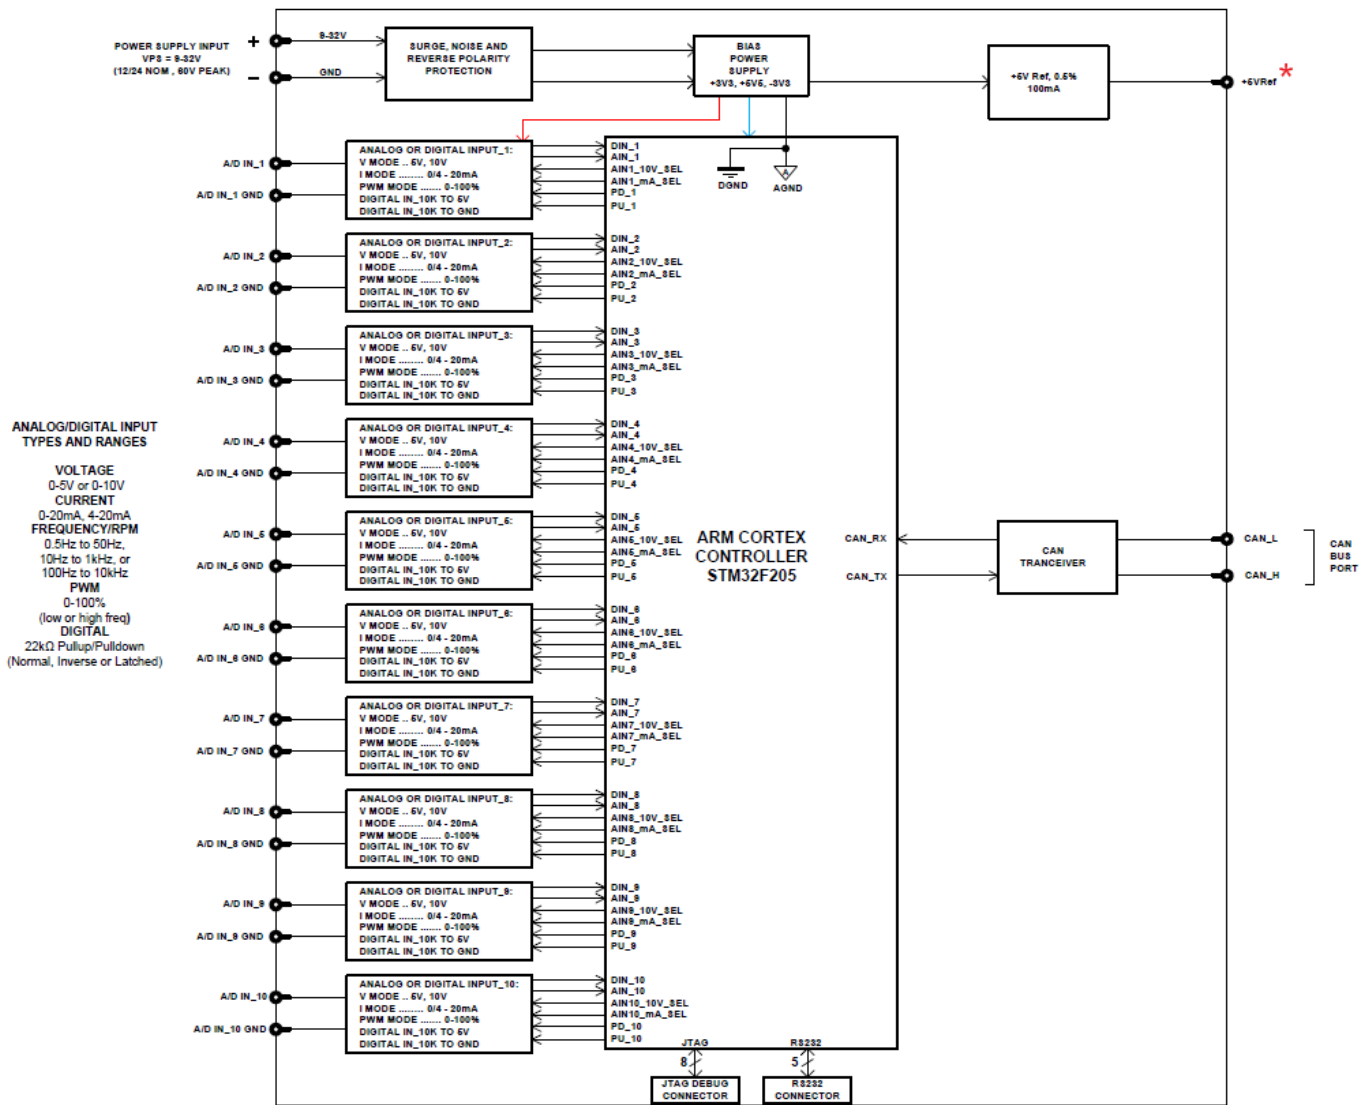 POWER SUPPLY INPUT
VPS = 9-32V
(12/24 NOM , 60V PEAK)
+
−
9-32V
GND
SURGE, NOISE AND
REVERSE POLARITY
PROTECTION
BIAS
POWER
SUPPLY
+3V3, +5V5, -3V3
+5V Ref, 0.5%
100mA
+5VRef *
DGND
A
AGND
A/D IN_1
A/D IN_1 GND
ANALOG OR DIGITAL INPUT_1:
V MODE .. 5V, 10V
I MODE ......... 0/4 - 20mA
PWM MODE ....... 0-100%
DIGITAL IN_10K TO 5V
DIGITAL IN_10K TO GND
DIN_1
AIN_1
AIN1_10V_SEL
AIN1_mA_SEL
PD_1
PU_1
A/D IN_2
A/D IN_2 GND
ANALOG OR DIGITAL INPUT_2:
V MODE .. 5V, 10V
I MODE ......... 0/4 - 20mA
PWM MODE ....... 0-100%
DIGITAL IN_10K TO 5V
DIGITAL IN_10K TO GND
DIN_2
AIN_2
AIN2_10V_SEL
AIN2_mA_SEL
PD_2
PU_2
A/D IN_3
A/D IN_3 GND
ANALOG OR DIGITAL INPUT_3:
V MODE .. 5V, 10V
I MODE ......... 0/4 - 20mA
PWM MODE ....... 0-100%
DIGITAL IN_10K TO 5V
DIGITAL IN_10K TO GND
DIN_3
AIN_3
AIN3_10V_SEL
AIN3_mA_SEL
PD_3
PU_3
A/D IN_4
A/D IN_4 GND
ANALOG OR DIGITAL INPUT_4:
V MODE .. 5V, 10V
I MODE ......... 0/4 - 20mA
PWM MODE ....... 0-100%
DIGITAL IN_10K TO 5V
DIGITAL IN_10K TO GND
DIN_4
AIN_4
AIN4_10V_SEL
AIN4_mA_SEL
PD_4
PU_4
ANALOG/DIGITAL INPUT
TYPES AND RANGES
VOLTAGE
0-5V or 0-10V
CURRENT
0-20mA, 4-20mA
FREQUENCY/RPM
0.5Hz to 50Hz,
10Hz to 1kHz, or
100Hz to 10kHz
PWM
0-100%
(low or high freq)
DIGITAL
22kΩ Pullup/Pulldown
(Normal, Inverse or Latched)
A/D IN_5
A/D IN_5 GND
ANALOG OR DIGITAL INPUT_5:
V MODE .. 5V, 10V
I MODE ......... 0/4 - 20mA
PWM MODE ....... 0-100%
DIGITAL IN_10K TO 5V
DIGITAL IN_10K TO GND
DIN_5
AIN_5
AIN5_10V_SEL
AIN5_mA_SEL
PD_5
PU_5
ARM CORTEX
CONTROLLER
STM32F205
CAN_RX
CAN_TX
CAN
TRANCEIVER
CAN_L
CAN_H
CAN
BUS
PORT
A/D IN_6
A/D IN_6 GND
ANALOG OR DIGITAL INPUT_6:
V MODE .. 5V, 10V
I MODE ......... 0/4 - 20mA
PWM MODE ....... 0-100%
DIGITAL IN_10K TO 5V
DIGITAL IN_10K TO GND
DIN_6
AIN_6
AIN6_10V_SEL
AIN6_mA_SEL
PD_6
PU_6
A/D IN_7
A/D IN_7 GND
ANALOG OR DIGITAL INPUT_7:
V MODE .. 5V, 10V
I MODE ......... 0/4 - 20mA
PWM MODE ....... 0-100%
DIGITAL IN_10K TO 5V
DIGITAL IN_10K TO GND
DIN_7
AIN_7
AIN7_10V_SEL
AIN7_mA_SEL
PD_7
PU_7
A/D IN_8
A/D IN_8 GND
ANALOG OR DIGITAL INPUT_8:
V MODE .. 5V, 10V
I MODE ......... 0/4 - 20mA
PWM MODE ....... 0-100%
DIGITAL IN_10K TO 5V
DIGITAL IN_10K TO GND
DIN_8
AIN_8
AIN8_10V_SEL
AIN8_mA_SEL
PD_8
PU_8
A/D IN_9
A/D IN_9 GND
ANALOG OR DIGITAL INPUT_9:
V MODE .. 5V, 10V
I MODE ......... 0/4 - 20mA
PWM MODE ....... 0-100%
DIGITAL IN_10K TO 5V
DIGITAL IN_10K TO GND
DIN_9
AIN_9
AIN9_10V_SEL
AIN9_mA_SEL
PD_9
PU_9
A/D IN_10
A/D IN_10 GND
ANALOG OR DIGITAL INPUT_10:
V MODE .. 5V, 10V
I MODE ......... 0/4 - 20mA
PWM MODE ....... 0-100%
DIGITAL IN_10K TO 5V
DIGITAL IN_10K TO GND
DIN_10
AIN_10
AIN10_10V_SEL
AIN10_mA_SEL
PD_10
PU_10
JTAG
RS232
8
5
JTAG DEBUG
CONNECTOR
RS232
CONNECTOR